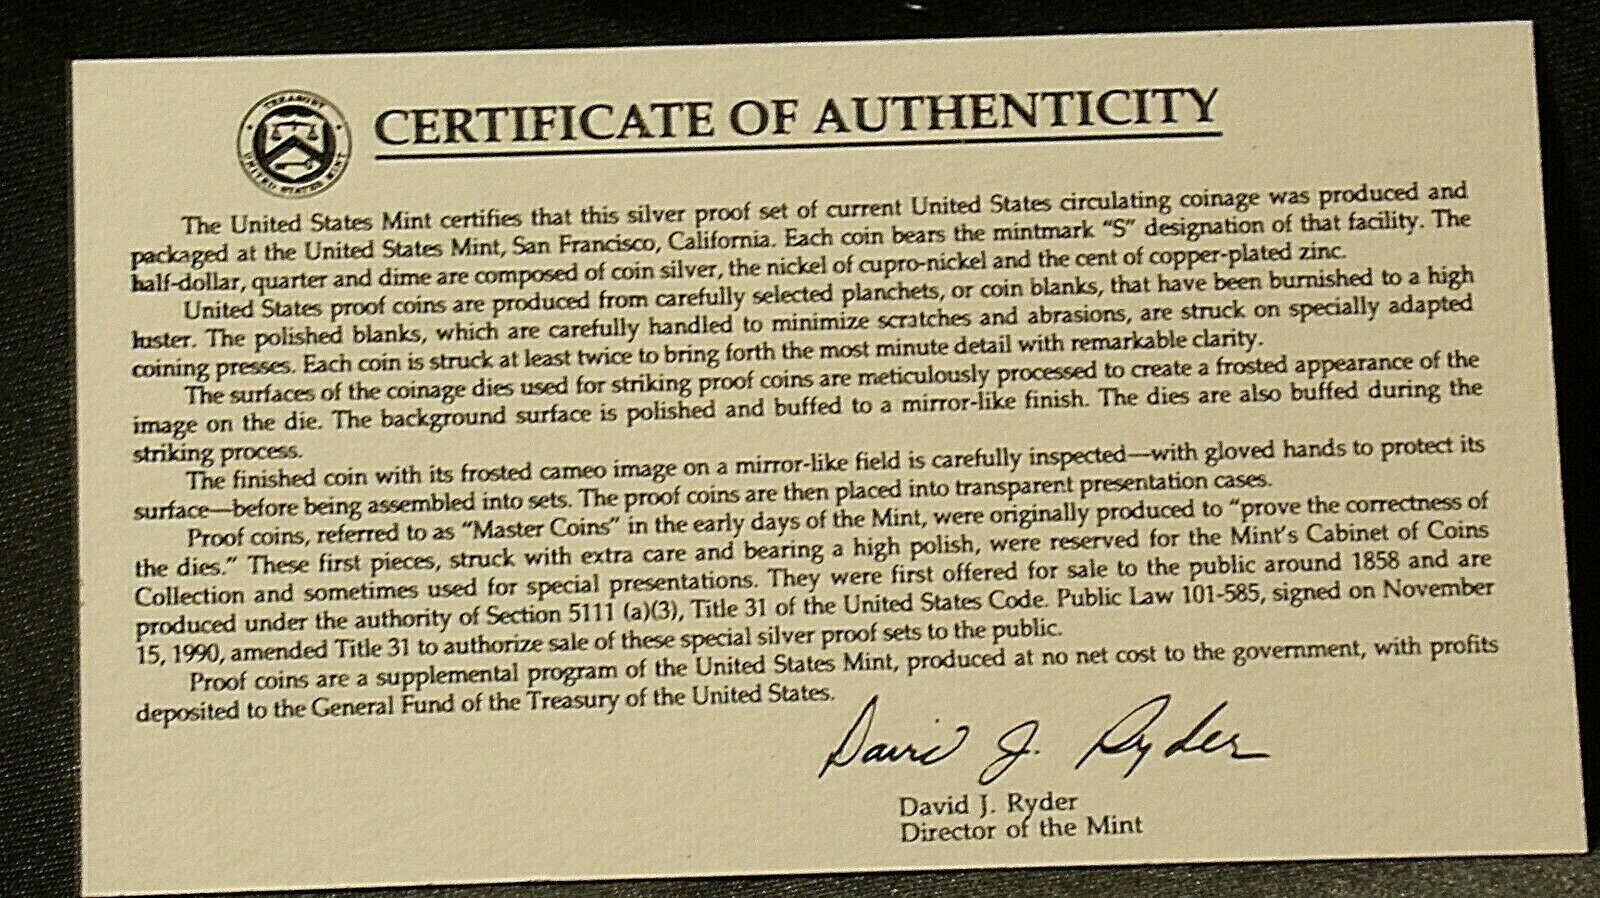 TREASURY
UNITED STATES MINT
CERTIFICATE OF AUTHENTICITY
The United States Mint certifies that this silver proof set of current United States circulating coinage was produced and
packaged at the United States Mint, San Francisco, California. Each coin bears the mintmark “S” designation of that facility. The
half-dollar, quarter and dime are composed of coin silver, the nickel of cupro-nickel and the cent of copper-plated zinc.
United States proof coins are produced from carefully selected planchets, or coin blanks, that have been burnished to a high
luster. The polished blanks, which are carefully handled to minimize scratches and abrasions, are struck on specially adapted
coining presses. Each coin is struck at least twice to bring forth the most minute detail with remarkable clarity.
The surfaces of the coinage dies used for striking proof coins are meticulously processed to create a frosted appearance of the
image on the die. The background surface is polished and buffed to a mirror-like finish. The dies are also buffed during the
striking process.
The finished coin with its frosted cameo image on a mirror-like field is carefully inspected—with gloved hands to protect its
surface—before being assembled into sets. The proof coins are then placed into transparent presentation cases.
Proof coins, referred to as “Master Coins” in the early days of the Mint, were originally produced to “prove the correctness of
the dies.” These first pieces, struck with extra care and bearing a high polish, were reserved for the Mint's Cabinet of Coins
Collection and sometimes used for special presentations. They were first offered for sale to the public around 1858 and are
produced under the authority of Section 5111 (a)(3), Title 31 of the United States Code. Public Law 101-585, signed on November
15, 1990, amended Title 31 to authorize sale of these special silver proof sets to the public.
Proof coins are a supplemental program of the United States Mint, produced at no net cost to the government, with profits
deposited to the General Fund of the Treasury of the United States.
David J. Ryder
David J. Ryder
Director of the Mint